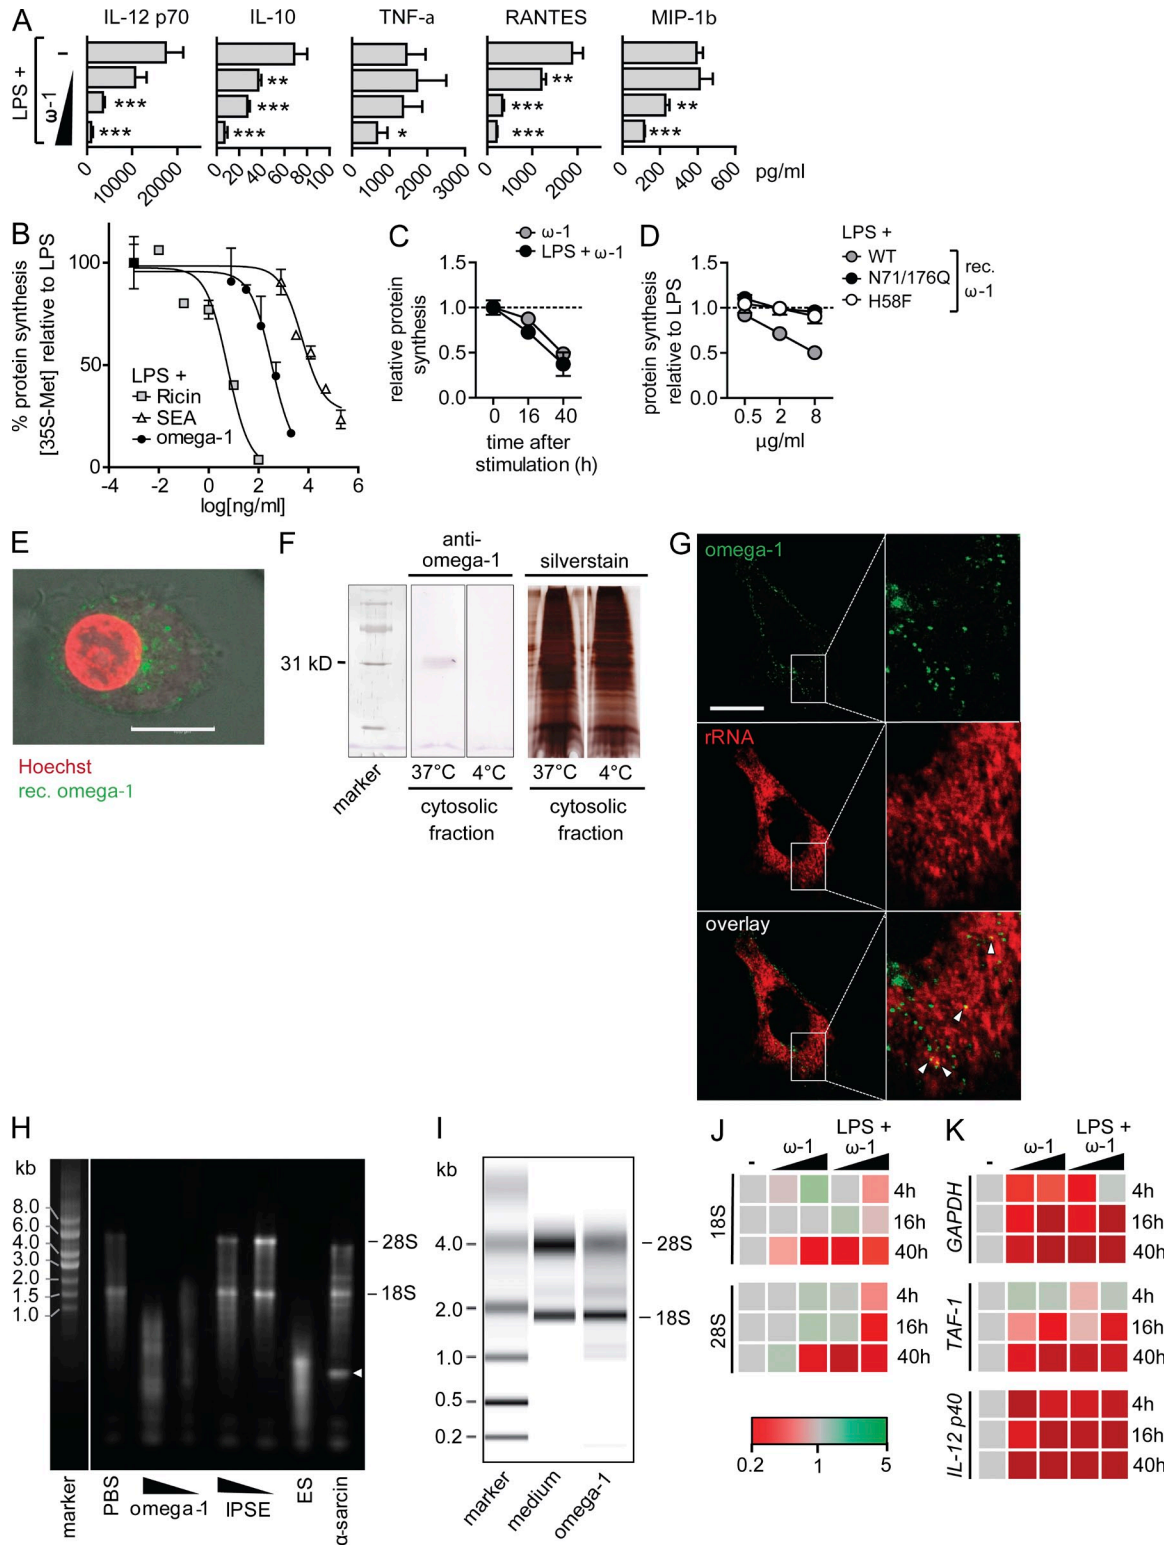 A
IL-12 p70 IL-10 TNF-a RANTES MIP-1b
LPS +
ω-1
–
** **
*** *** *** **
*** *** * *** ***
0 10000 20000
0 20 40 60 80 100
0 1000 2000 3000
0 1000 2000
0 200 400 600
pg/ml
B
% protein synthesis
[35S-Met] relative to LPS
100
50
0
LPS +
Ricin
SEA
omega-1
-4 -2 0 2 4 6
log[ng/ml]
C
ω-1
LPS + ω-1
relative protein
synthesis
1.5
1.0
0.5
0.0
0 16 40
time after
stimulation (h)
D
LPS +
WT
N71/176Q
H58F
rec.
ω-1
protein synthesis
relative to LPS
1.5
1.0
0.5
0.0
0.5 2 8
µg/ml
E
Hoechst
rec. omega-1
F
anti-
omega-1
silverstain
31 kD
marker
37°C 4°C 37°C 4°C
cytosolic
fraction
cytosolic
fraction
G
omega-1
rRNA
overlay
H
kb
8.0
6.0
4.0
3.0
2.0
1.5
1.0
28S
18S
marker
PBS
omega-1
IPSE
ES
α-sarcin
I
kb
4.0
2.0
1.0
0.5
0.2
28S
18S
marker
medium
omega-1
J
LPS +
- ω-1 ω-1
18S
4h
16h
40h
28S
4h
16h
40h
0.2 1 5
K
LPS +
- ω-1 ω-1
GAPDH
4h
16h
40h
TAF-1
4h
16h
40h
IL-12 p40
4h
16h
40h